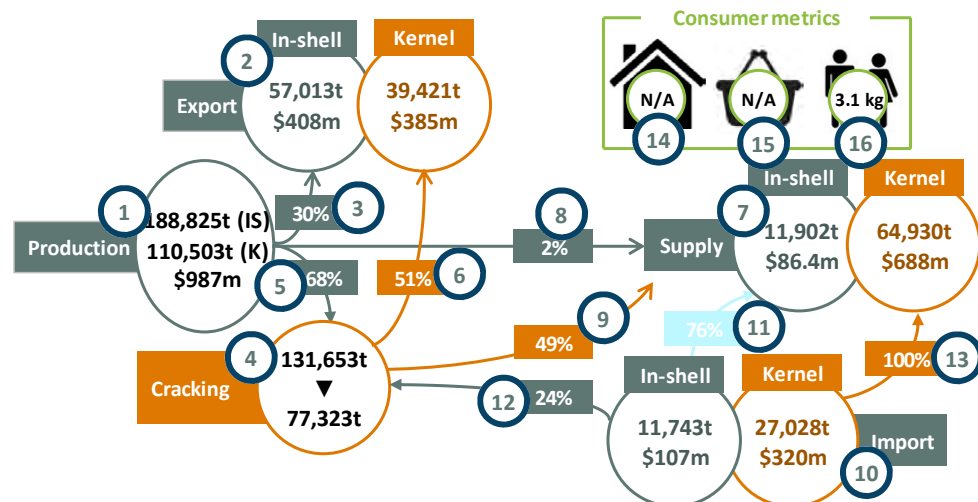 Consumer metrics
In-shell
Kernel
2
57,013t
$408m
39,421t
$385m
Export
N/A
N/A
3.1 kg
14
15
16
In-shell
Kernel
1
188,825t (IS)
110,503t (K)
$987m
Production
30%
3
8
2%
7
Supply
11,902t
$86.4m
64,930t
$688m
5
68%
51%
6
9
49%
76%
11
4
131,653t
▼
77,323t
Cracking
100%
13
In-shell
Kernel
12
24%
11,743t
$107m
27,028t
$320m
Import
10